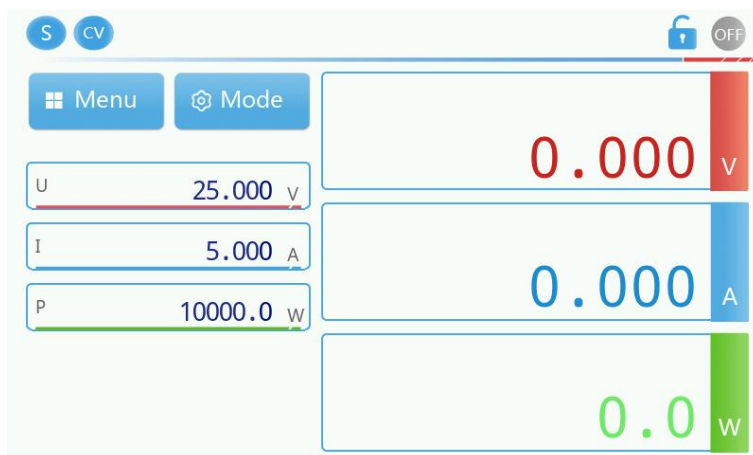 S CV OFF
Menu Mode
0.000 V
U 25.000 V
I 5.000 A
0.000 A
P 10000.0 W
0.0 W